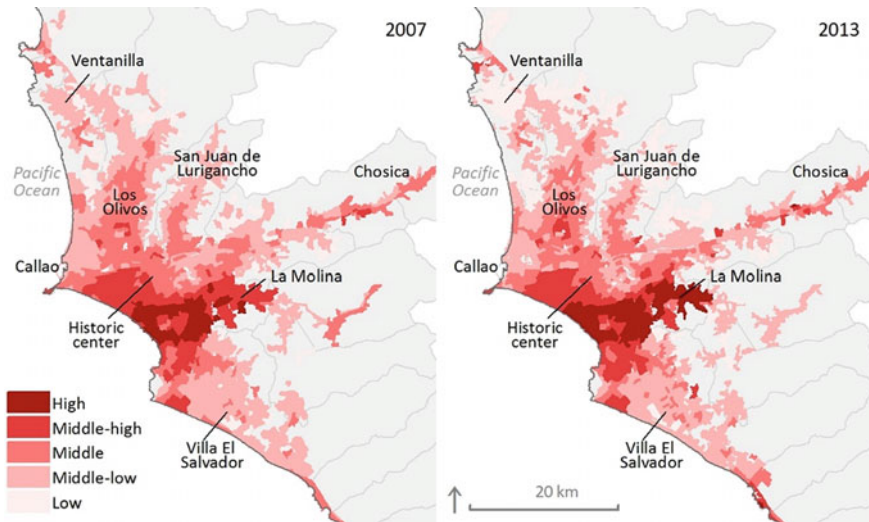 2007
Ventanilla
San Juan de
Lurigancho
Chosica
Pacific
Ocean
Los
Olivos
Callao
La Molina
Historic
center
High
Middle-high
Middle
Middle-low
Low
Villa El
Salvador
2013
Ventanilla
San Juan de
Lurigancho
Chosica
Pacific
Ocean
Los
Olivos
Callao
La Molina
Historic
center
Villa El
Salvador
20 km